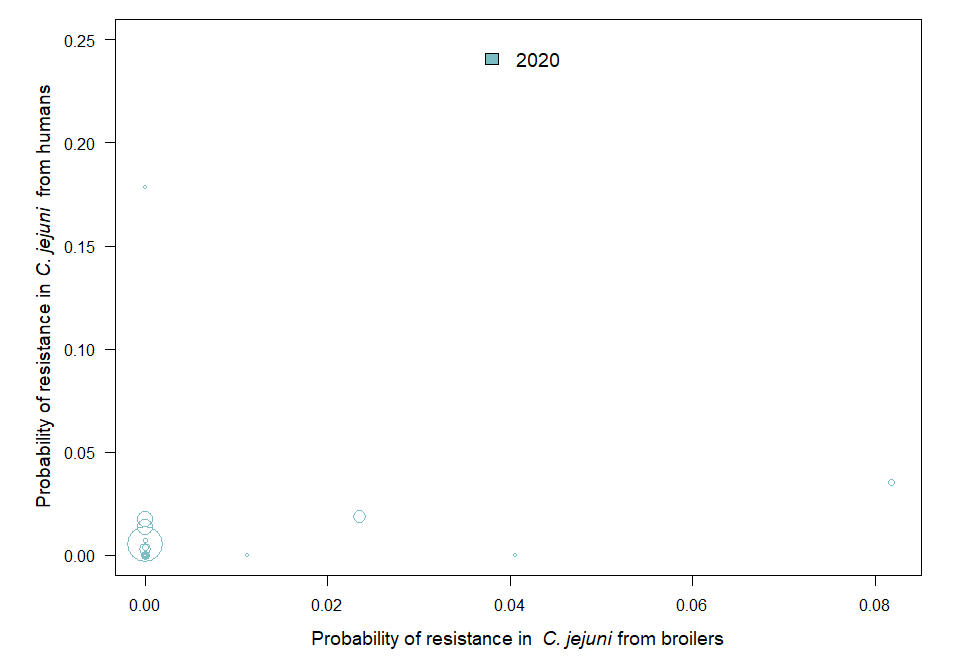 0.25
2020
0.20
0.15
0.10
0.05
0.00
Probability of resistance in C. jejuni from humans
0.00 0.02 0.04 0.06 0.08
Probability of resistance in C. jejuni from broilers